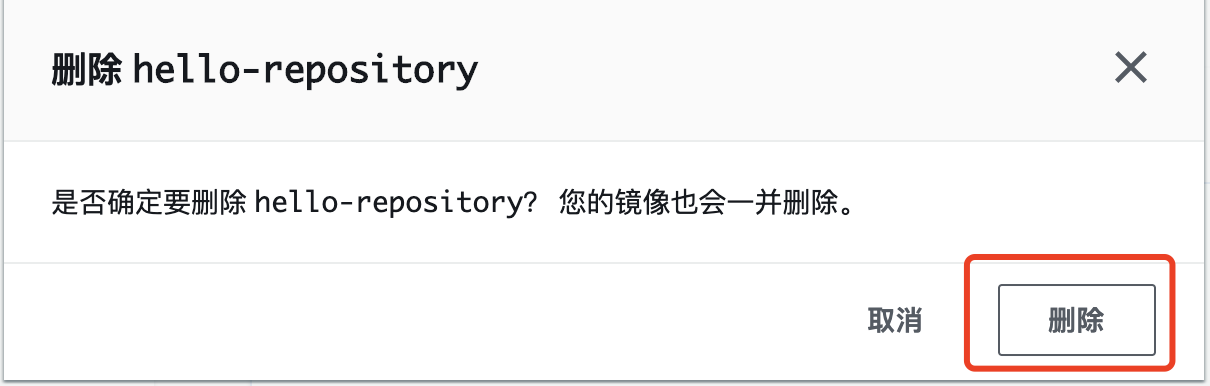 删除 hello-repository
是否确定要删除 hello-repository? 您的镜像也会一并删除。
取消
删除